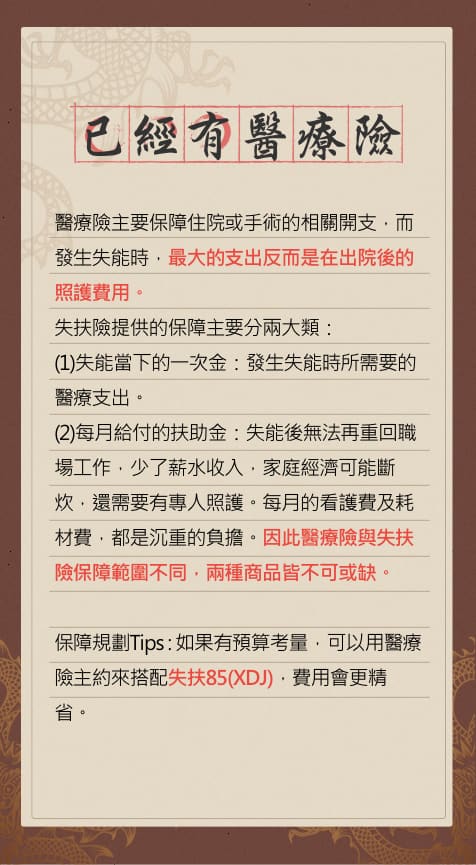 已經有醫療險
醫療險主要保障住院或手術的相關開支，而
發生失能時，最大的支出反而是在出院後的
照護費用。
失扶險提供的保障主要分兩大類：
(1)失能當下的一次金：發生失能時所需要的
醫療支出。
(2)每月給付的扶助金：失能後無法再重回職
場工作，少了薪水收入，家庭經濟可能斷
炊，還需要有專人照護。每月的看護費及耗
材費，都是沉重的負擔。因此醫療險與失扶
險保障範圍不同，兩種商品皆不可或缺。
保障規劃Tips：如果有預算考量，可以用醫療
險主約來搭配失扶85(XDJ)，費用會更精
省。